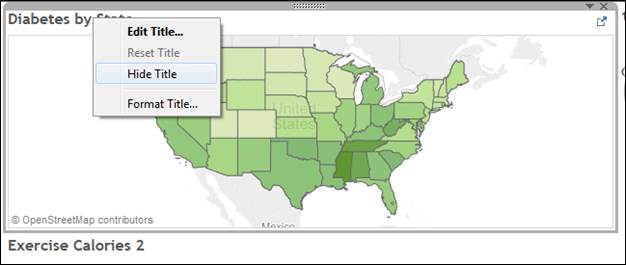 Diabetes by State
Edit Title...
Reset Title
Hide Title
Format Title...
United
States
© OpenStreetMap contributors
Mexico
Exercise Calories 2